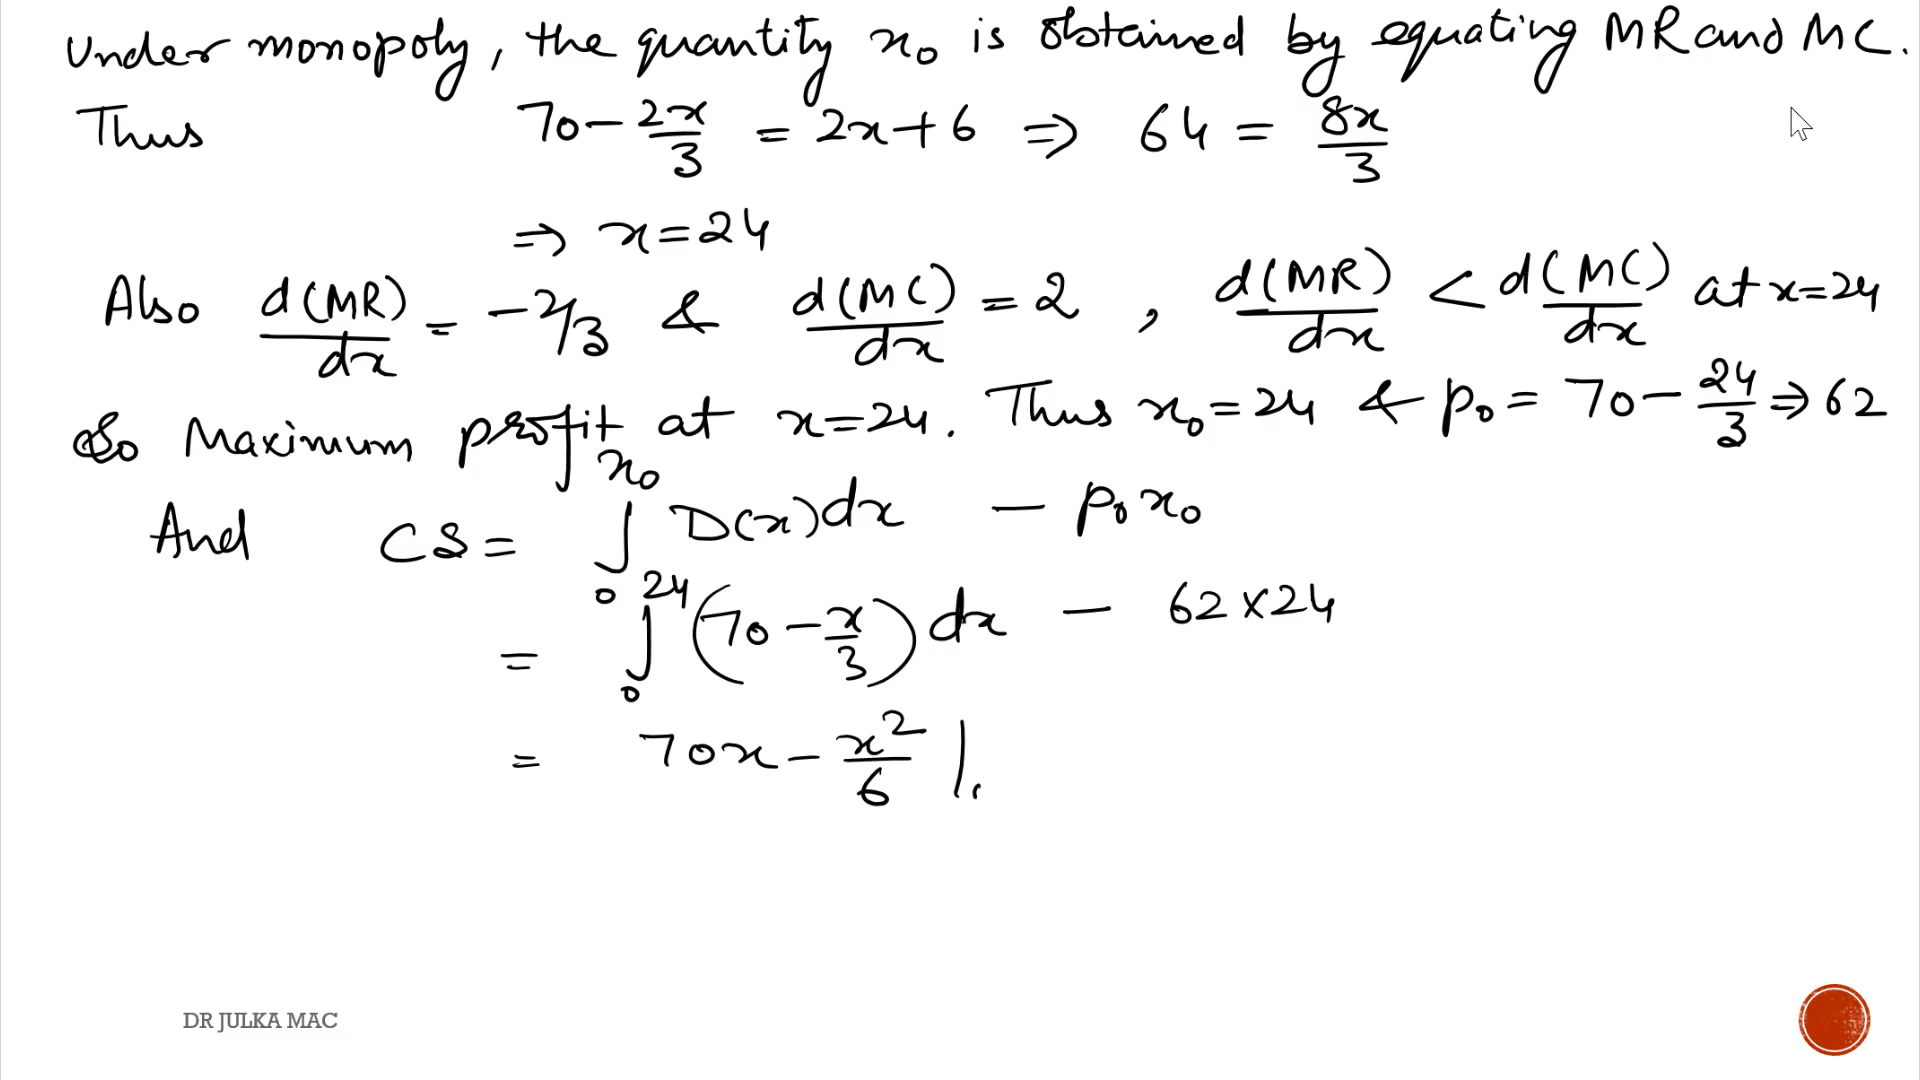 Under monopoly, the quantity x₀ is obtained by equating MR and MC.
Thus 70 - 2x/3 = 2x + 6 ⇒ 64 = 8x/3
⇒ x = 24
Also d(MR)/dx = -2/3 & d(MC)/dx = 2, d(MR)/dx < d(MC)/dx at x = 24
So Maximum profit at x = 24. Thus x₀ = 24 & p₀ = 70 - 24/3 ⇒ 62
And CS = ∫₀^x₀ D(x)dx - p₀x₀
= ∫₀^24 (70 - x/3) dx - 62 × 24
= 70x - x²/6 |
DR JULKA MAC